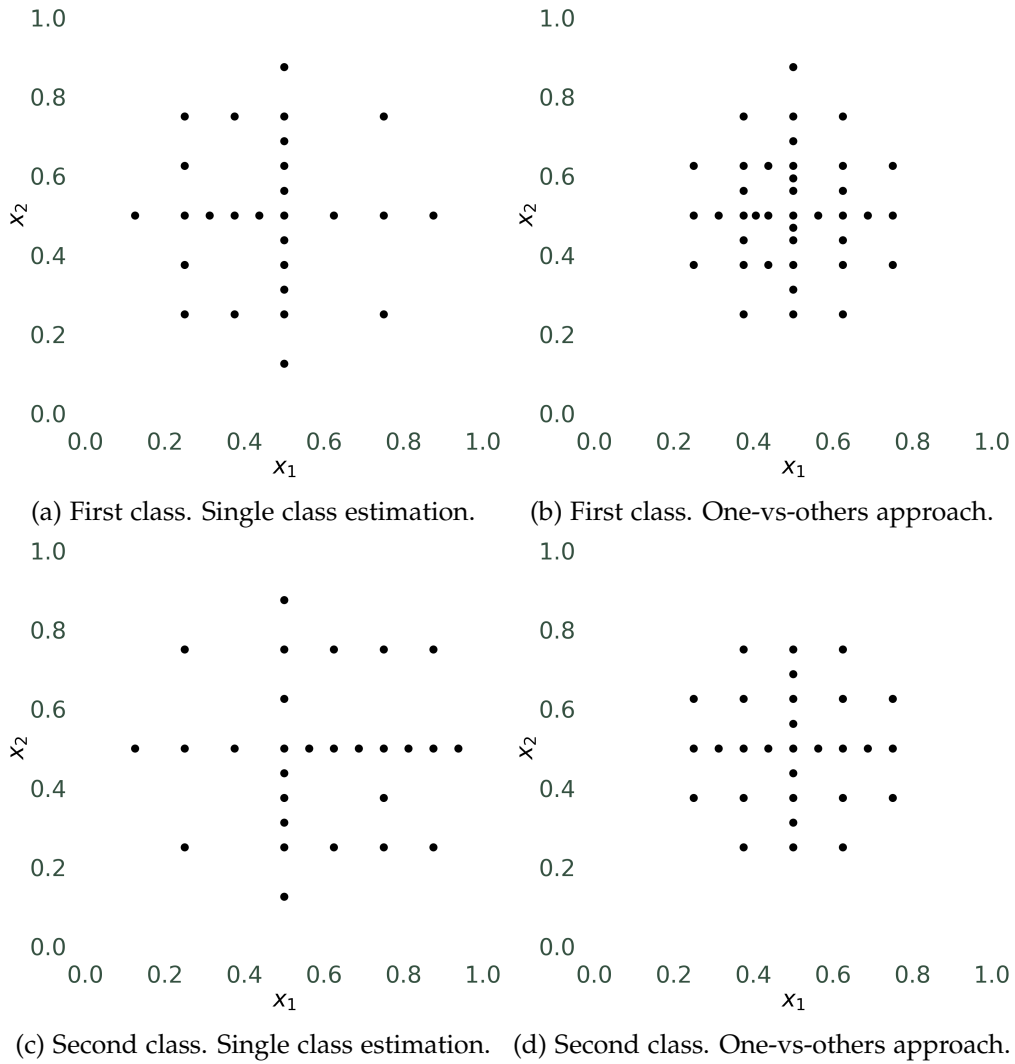 1.0
0.8
0.6
0.4
0.2
0.0
x₂
0.0 0.2 0.4 0.6 0.8 1.0
x₁
(a) First class. Single class estimation.
1.0
0.8
0.6
0.4
0.2
0.0
x₂
0.0 0.2 0.4 0.6 0.8 1.0
x₁
(b) First class. One-vs-others approach.
1.0
0.8
0.6
0.4
0.2
0.0
x₂
0.0 0.2 0.4 0.6 0.8 1.0
x₁
(c) Second class. Single class estimation.
1.0
0.8
0.6
0.4
0.2
0.0
x₂
0.0 0.2 0.4 0.6 0.8 1.0
x₁
(d) Second class. One-vs-others approach.